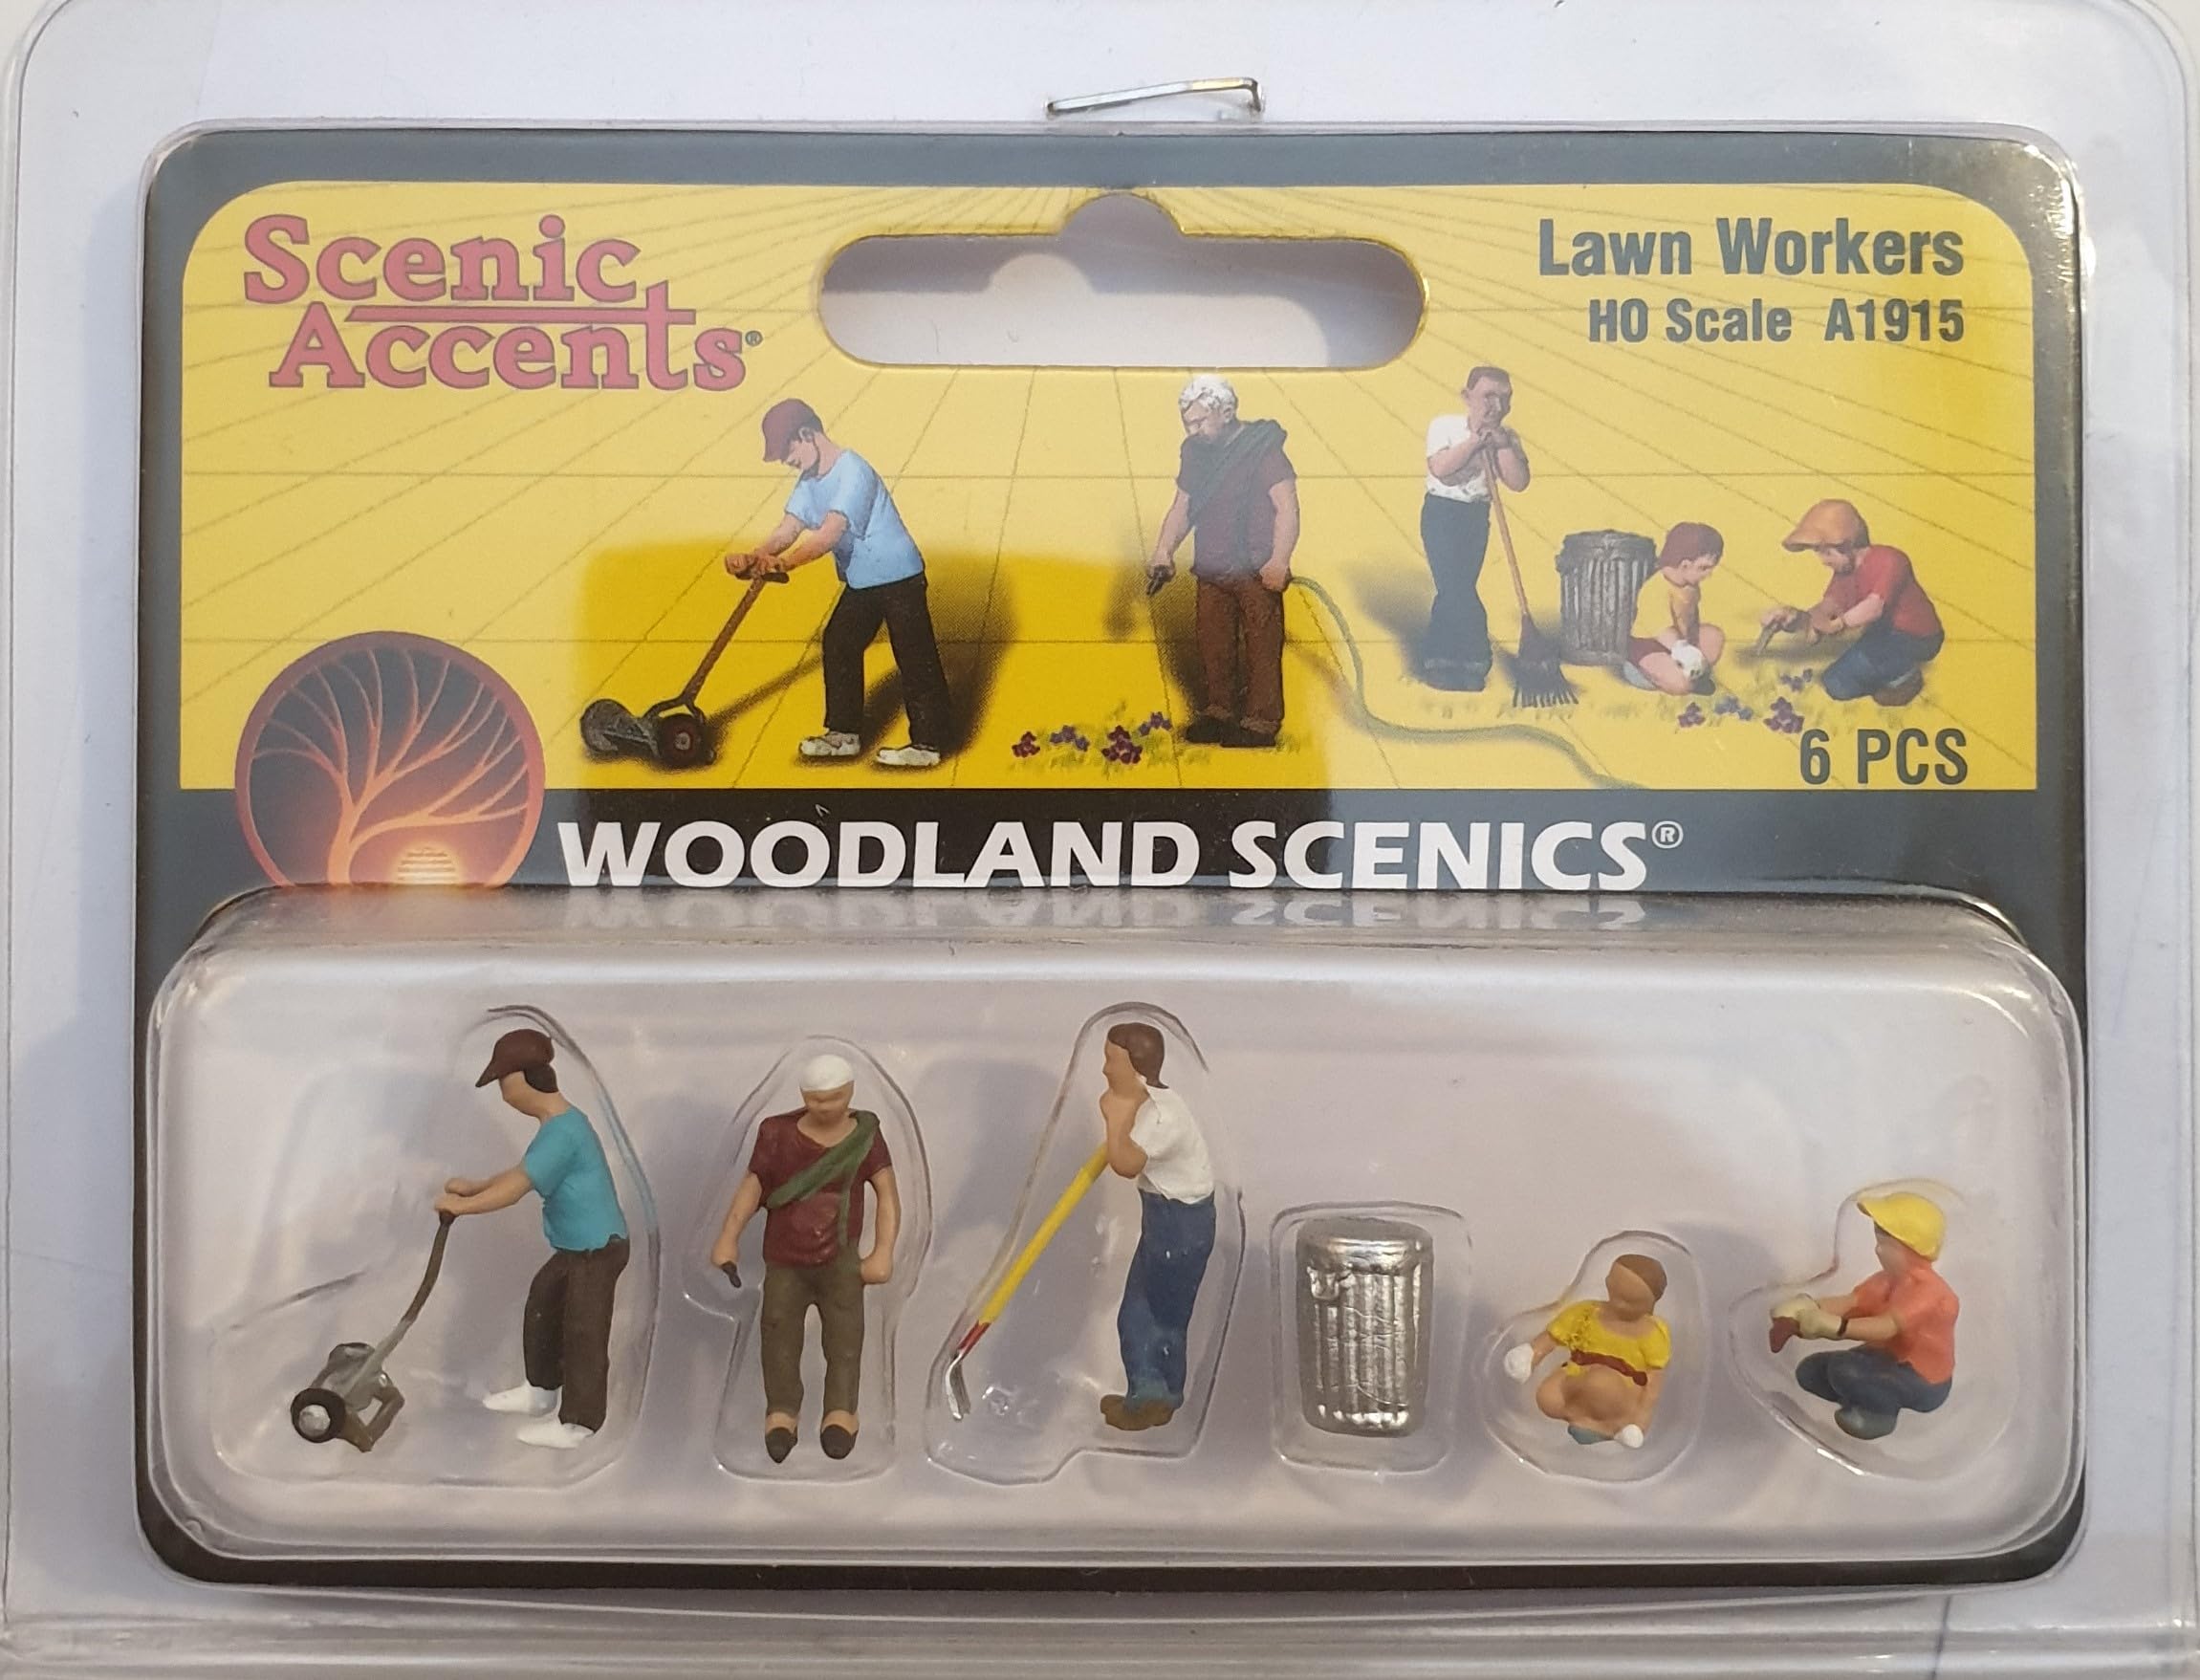 Scenic
Accents®
Lawn Workers
HO Scale A1915
6 PCS
WOODLAND SCENICS®